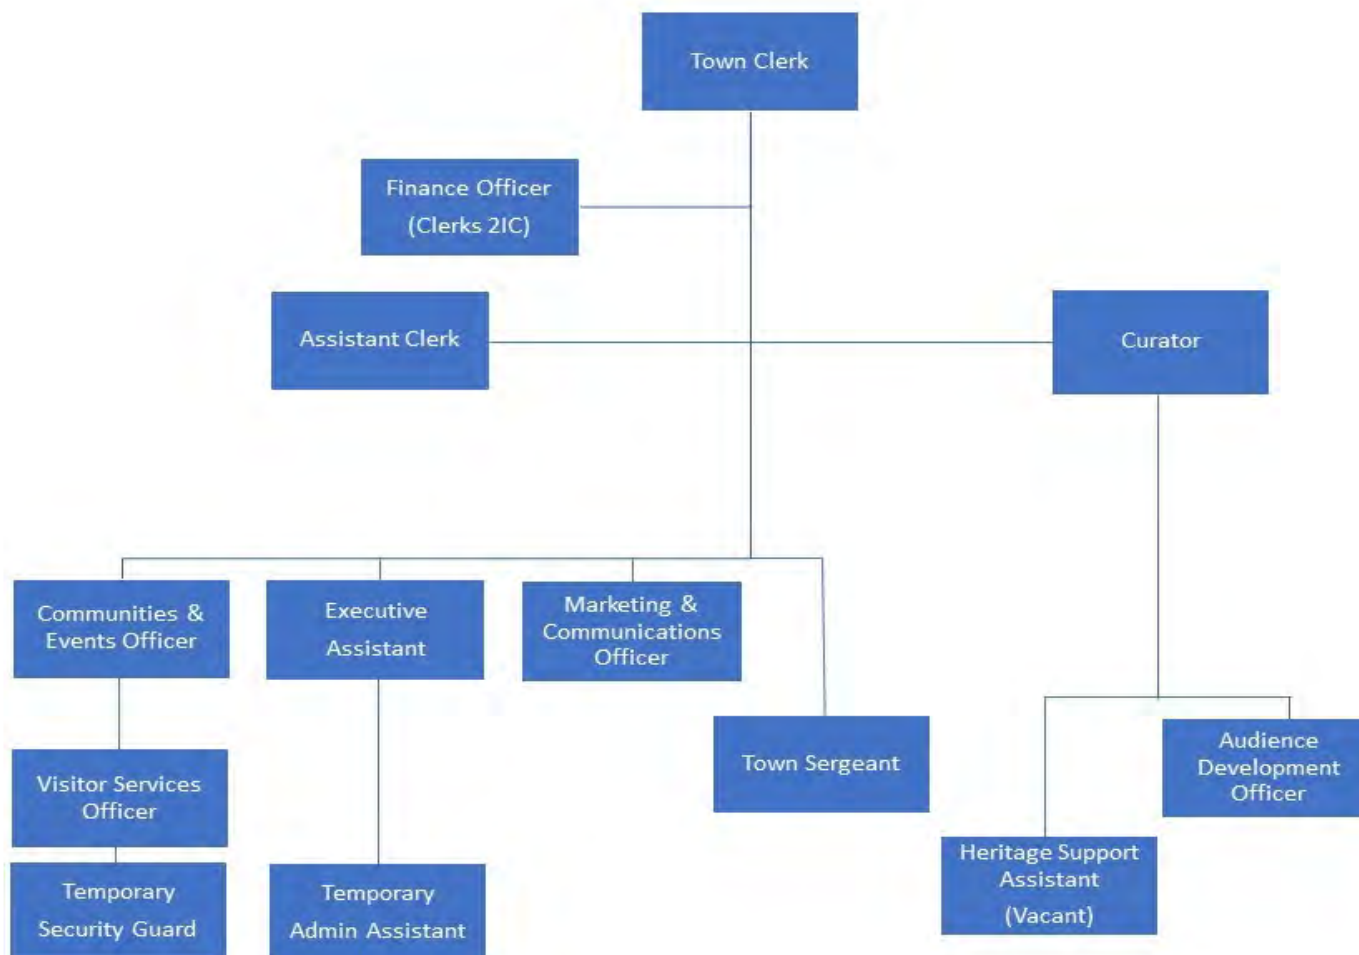 Town Clerk
Finance Officer
(Clerks 2IC)
Assistant Clerk
Curator
Communities &
Events Officer
Executive
Assistant
Marketing &
Communications
Officer
Town Sergeant
Audience
Development
Officer
Visitor Services
Officer
Heritage Support
Assistant
(Vacant)
Temporary
Security Guard
Temporary
Admin Assistant